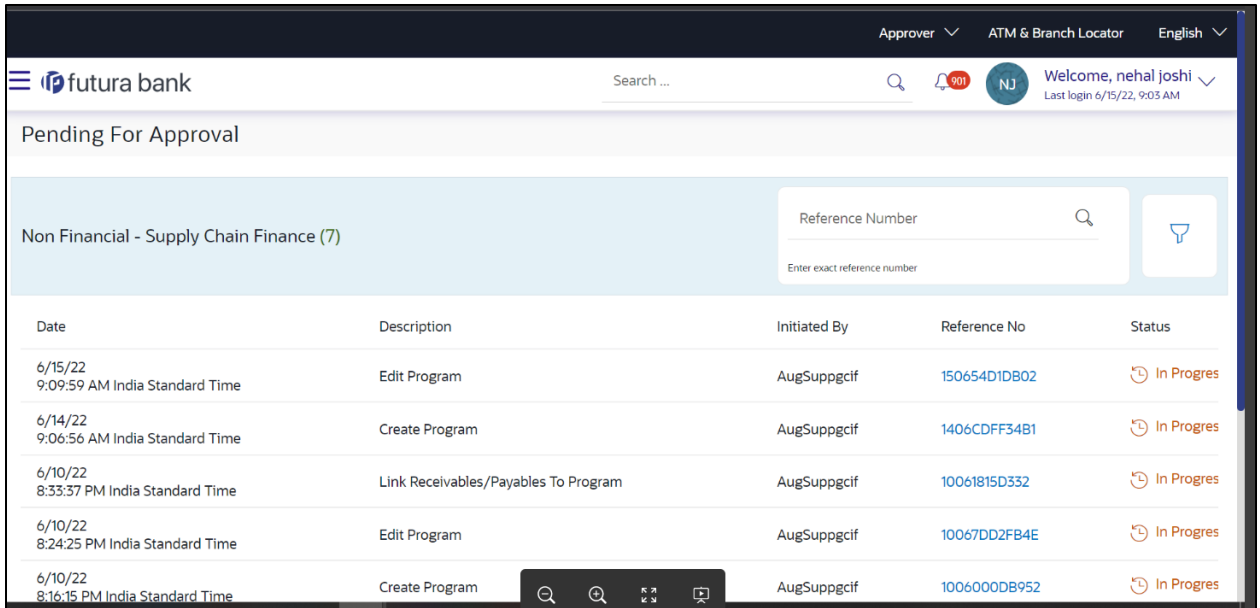 Approver ATM & Branch Locator English
futura bank Search ... 901 NJ Welcome, nehal joshi
Last login 6/15/22, 9:03 AM
Pending For Approval
Non Financial - Supply Chain Finance (7)
Reference Number
Enter exact reference number
Date Description Initiated By Reference No Status
6/15/22
9:09:59 AM India Standard Time Edit Program AugSuppgcif 150654D1DB02 In Progres
6/14/22
9:06:56 AM India Standard Time Create Program AugSuppgcif 1406CDFF34B1 In Progres
6/10/22
8:33:37 PM India Standard Time Link Receivables/Payables To Program AugSuppgcif 10061815D332 In Progres
6/10/22
8:24:25 PM India Standard Time Edit Program AugSuppgcif 10067DD2FB4E In Progres
6/10/22
8:16:15 PM India Standard Time Create Program AugSuppgcif 1006000DB952 In Progres